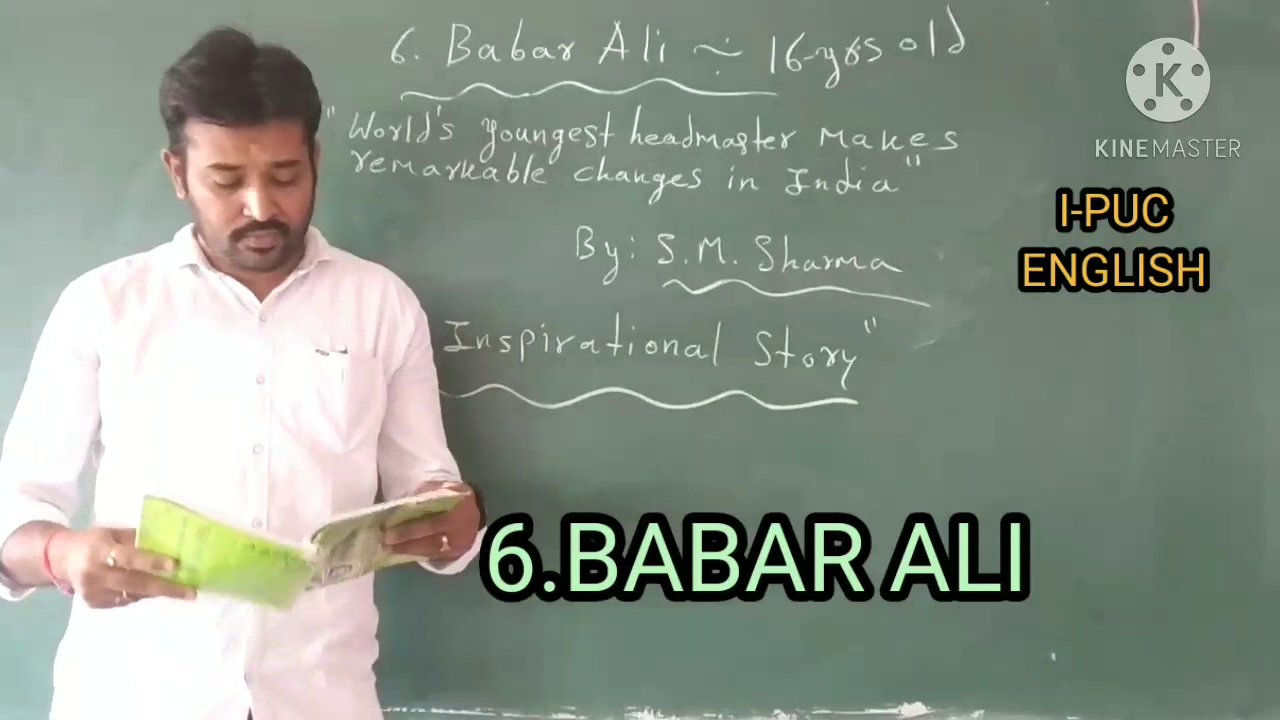 6. Babar Ali ÷ 16-yrs old
"World's youngest headmaster makes
remarkable changes in India"
By: S.M. Sharma
Inspirational Story"
K
KINEMASTER
I-PUC
ENGLISH
6.BABAR ALI